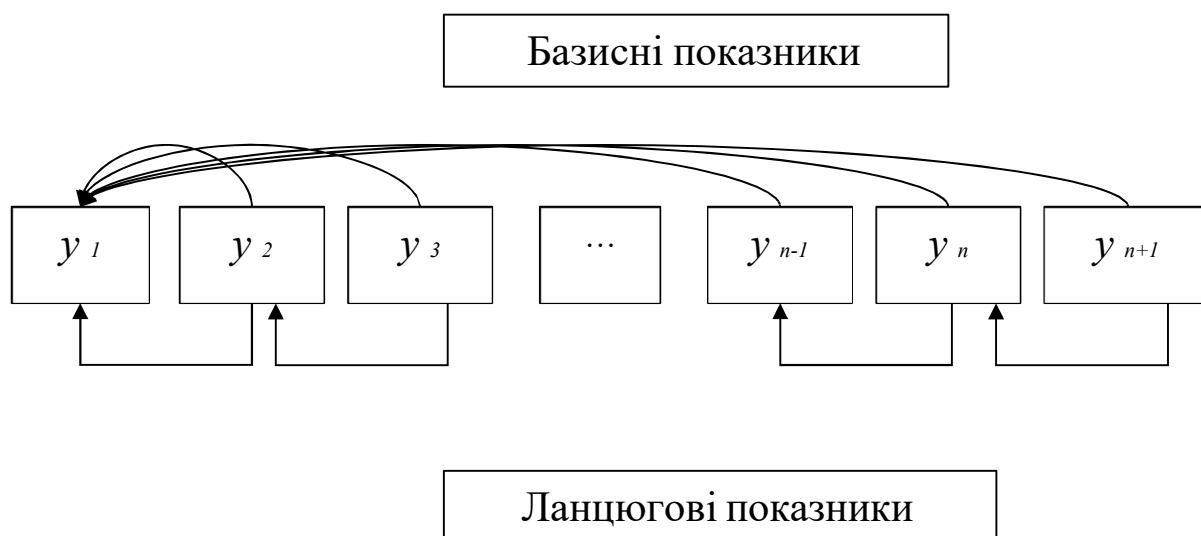 Базисні показники
y 1 y 2 y 3 ... y n-1 y n y n+1
Ланцюгові показники